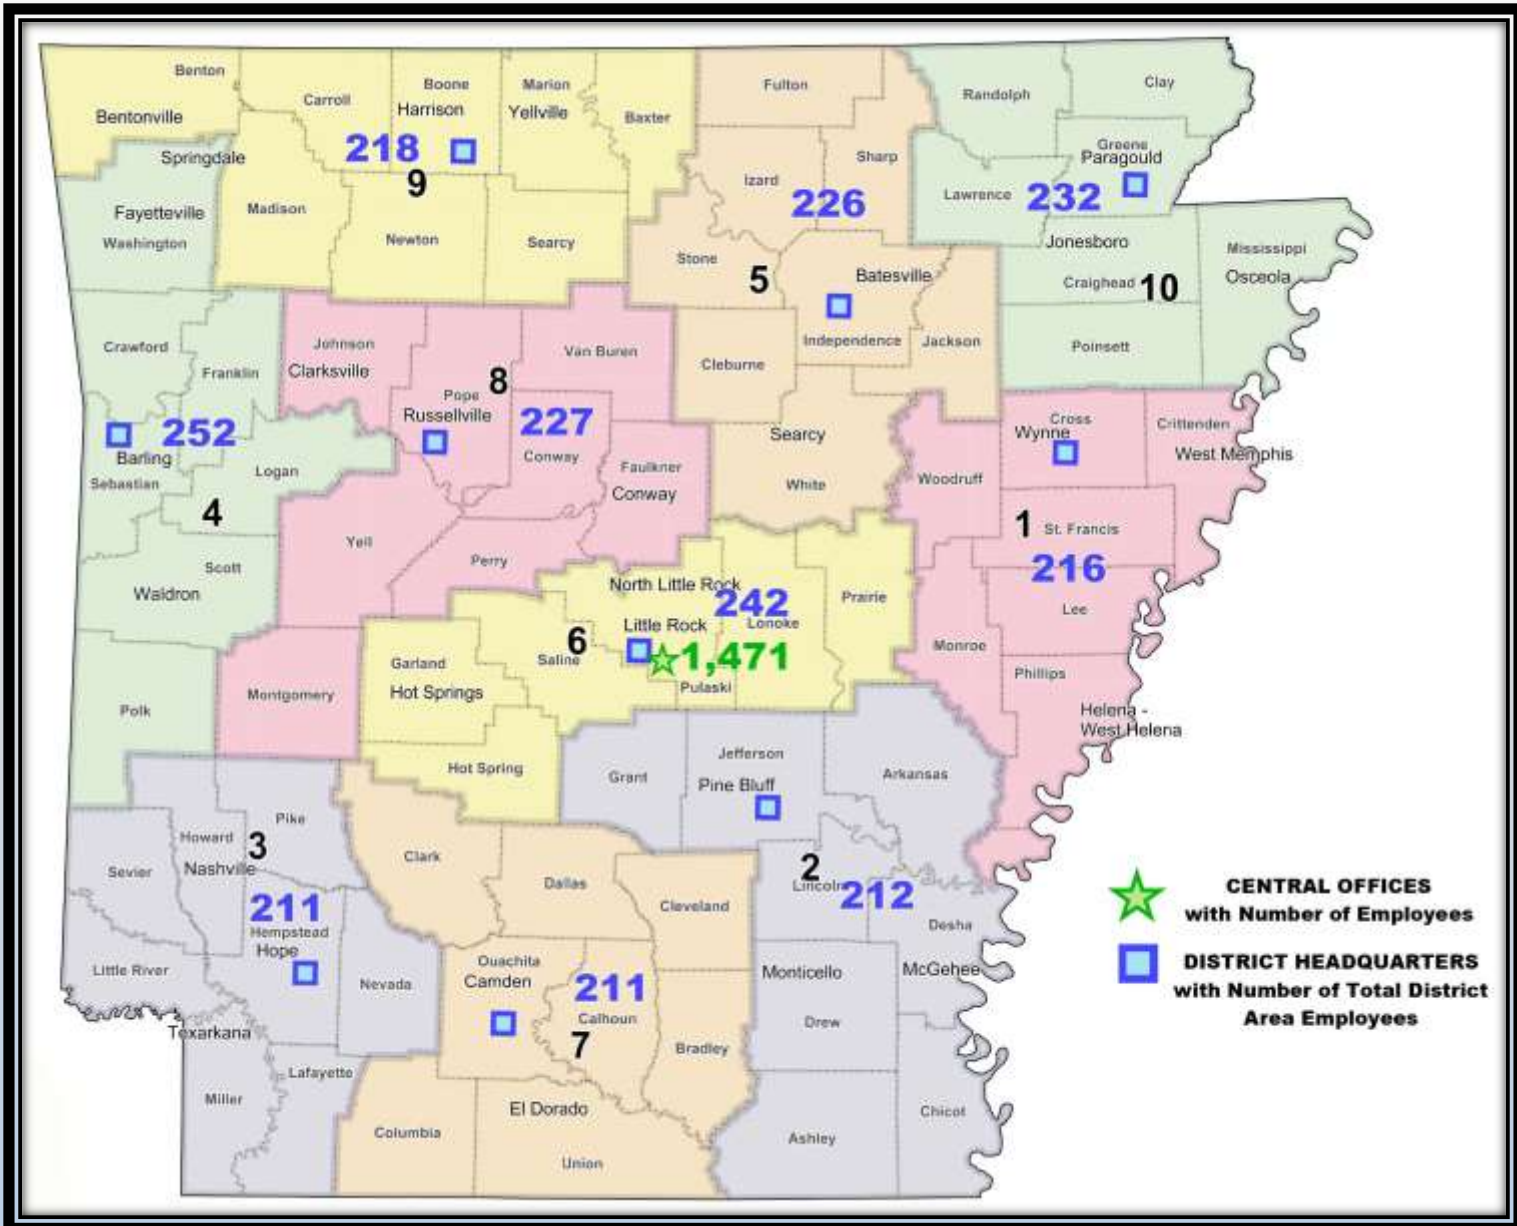 Benton
Bentonville
Carroll
Boone
Harrison
Marion
Yellville
Baxter
Fulton
Randolph
Clay
Springdale
218
9
Izard
Sharp
226
Greene
Paragould
Lawrence
232
Fayetteville
Washington
Madison
Newton
Searcy
Stone
5
Batesville
Independence
Jackson
Jonesboro
Craighead
10
Mississippi
Osceola
Poinsett
Crawford
Franklin
Johnson
Clarksville
8
Pope
Russellville
Van Buren
Cleburne
252
Barling
Sebastian
Logan
4
227
Conway
Faulkner
Conway
Searcy
White
Woodruff
Cross
Wynne
Crittenden
West Memphis
1
St. Francis
216
Scott
Waldron
Yell
Perry
North Little Rock
242
Little Rock
Lonoke
Prairie
Lee
Monroe
6
Saline
1,471
Pulaski
Garland
Hot Springs
Montgomery
Polk
Phillips
Helena -
West Helena
Hot Spring
Grant
Jefferson
Pine Bluff
Arkansas
Pike
Howard
3
Nashville
Sevier
211
Hempstead
Hope
Little River
Nevada
Clark
Dallas
Cleveland
2
Lincoln
212
Desha
CENTRAL OFFICES
with Number of Employees
DISTRICT HEADQUARTERS
with Number of Total District
Area Employees
Ouachita
Camden
211
Calhoun
7
Bradley
Monticello
McGehee
Drew
Texarkana
Lafayette
Miller
Columbia
El Dorado
Union
Ashley
Chicot